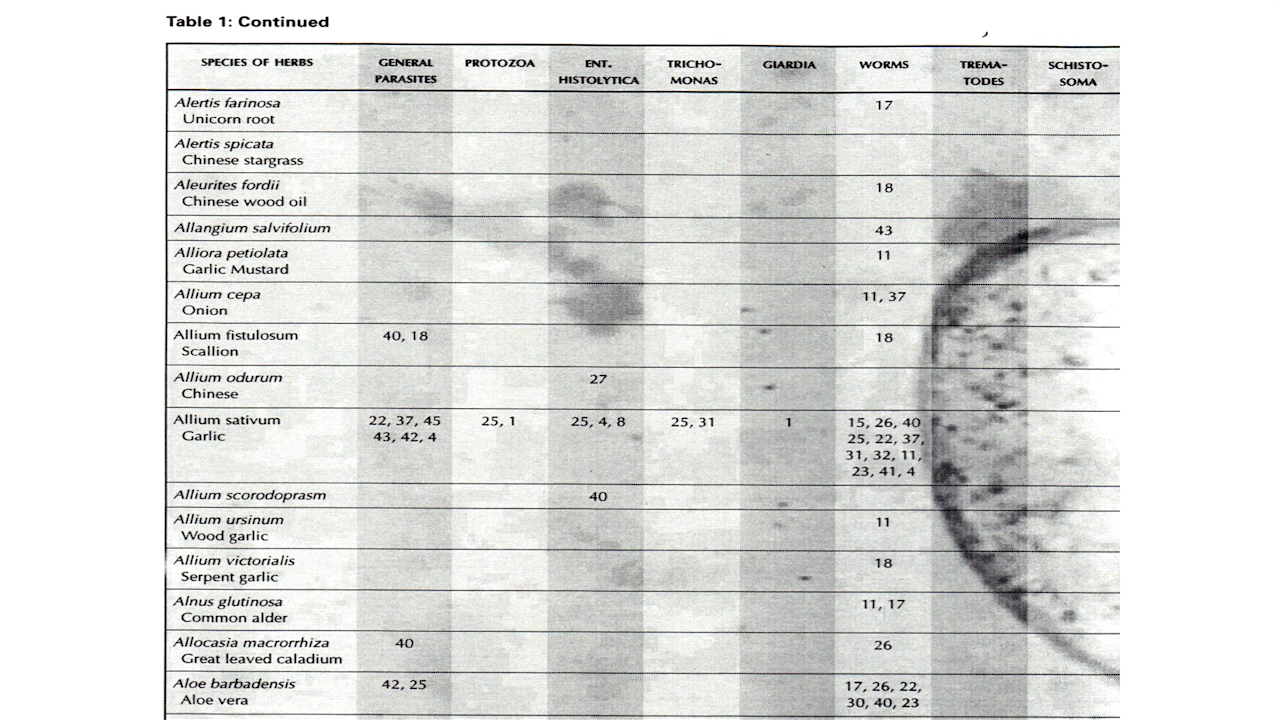 Table 1: Continued
SPECIES OF HERBS GENERAL PARASITES PROTOZOA ENT. HISTOLYTICA TRICHO- MONAS GIARDIA WORMS TREMA- TODES SCHISTO- SOMA
Alertis farinosa 17
Unicorn root
Alertis spicata
Chinese stargrass
Aleurites fordii 18
Chinese wood oil
Allangium salvifolium 43
Alliora petiolata 11
Garlic Mustard
Allium cepa 11, 37
Onion
Allium fistulosum 40, 18 18
Scallion
Allium odurum 27
Chinese
Allium sativum 22, 37, 45 25, 1 25, 4, 8 25, 31 1 15, 26, 40
Garlic 43, 42, 4 25, 22, 37,
31, 32, 11,
23, 41, 4
Allium scorodoprasm 40
Allium ursinum 11
Wood garlic
Allium victorialis 18
Serpent garlic
Alnus glutinosa 11, 17
Common alder
Allocasia macrorrhiza 40 26
Great leaved caladium
Aloe barbadensis 42, 25 17, 26, 22,
Aloe vera 30, 40, 23